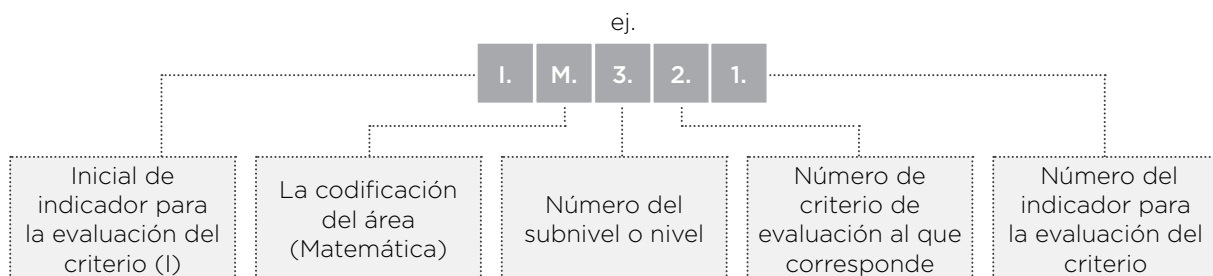 ej.
I. M. 3. 2. 1.
Inicial de
indicador para
la evaluación del
criterio (I)
La codificación
del área
(Matemática)
Número del
subnivel o nivel
Número de
criterio de
evaluación al que
corresponde
Número del
indicador para
la evaluación del
criterio